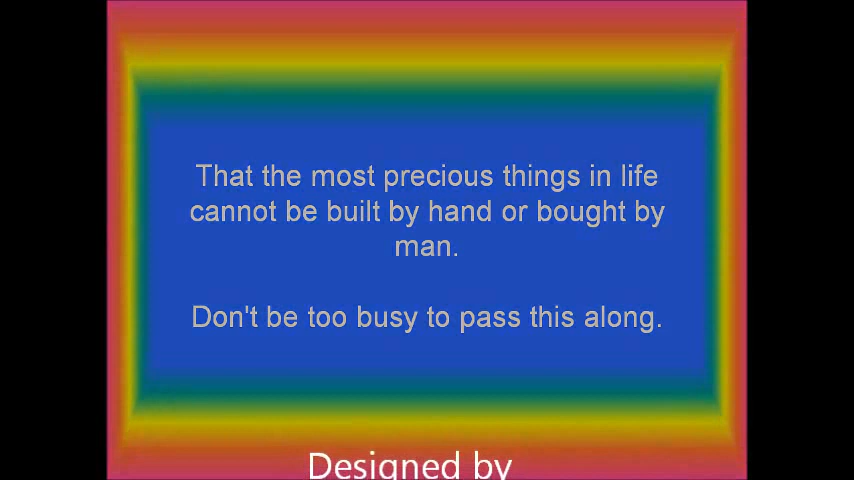 That the most precious things in life
cannot be built by hand or bought by
man.
Don't be too busy to pass this along.
Designed by